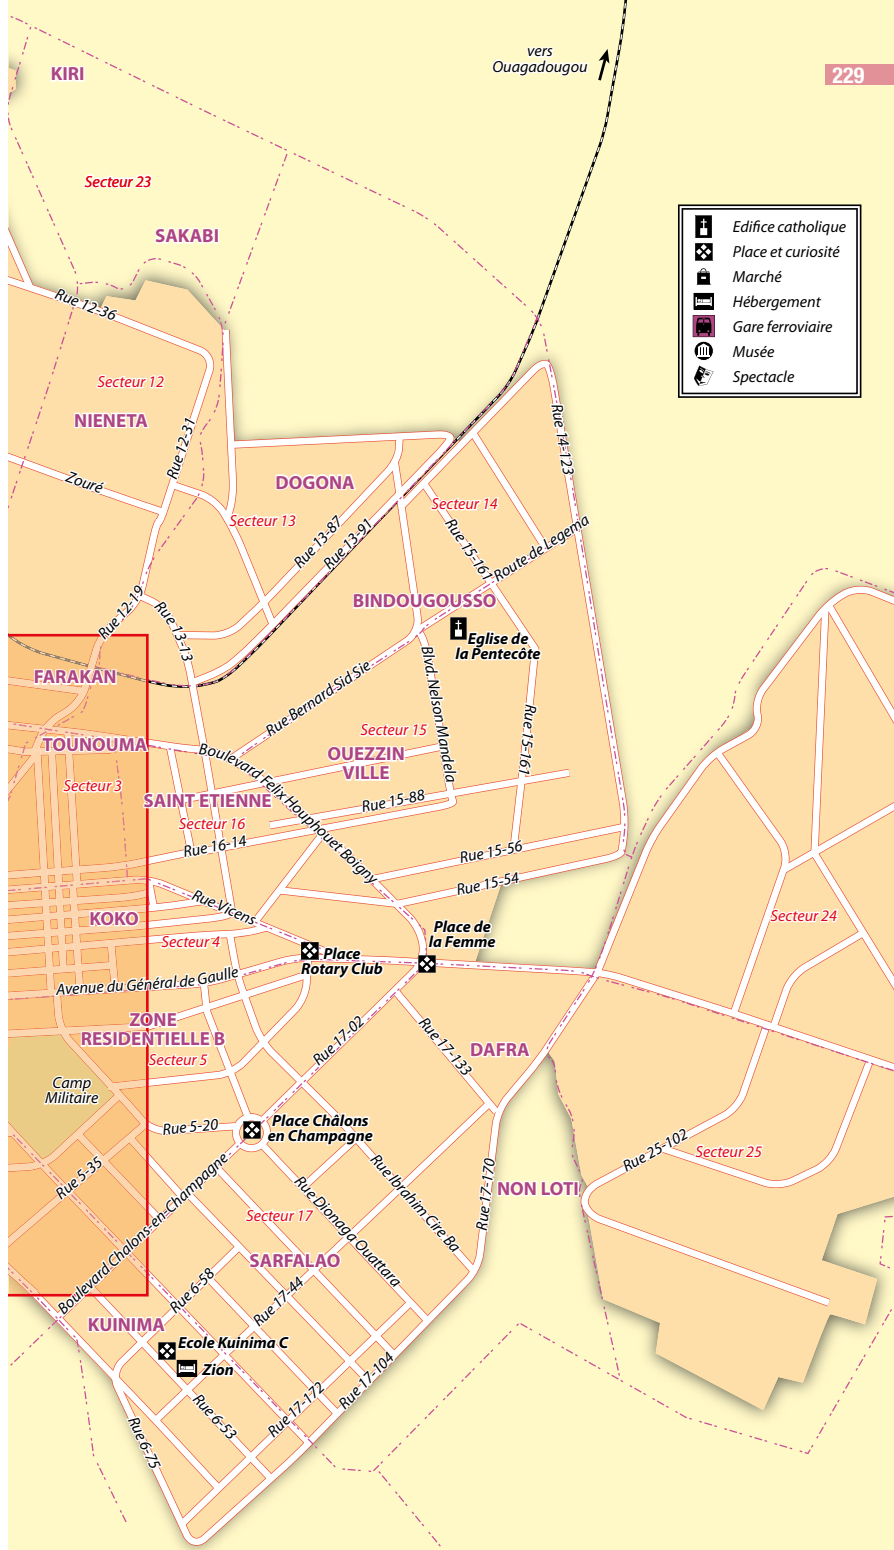 vers
Ouagadougou
KIRI
229
Secteur 23
SAKABI
Edifice catholique
Place et curiosité
Marché
Hébergement
Gare ferroviaire
Musée
Spectacle
Rue 12-36
Secteur 12
NIENETA
Rue 12-31
Rue 14-123
Zouré
DOGONA
Secteur 14
Secteur 13
Rue 13-87
Rue 13-91
Rue 15-161
Route de Legema
Rue 12-19
Rue 13-13
BINDOUGOUSSO
Eglise de
la Pentecôte
FARAKAN
Rue Bernard Sid Sie
Blvd. Nelson Mandela
Rue 15-161
Secteur 15
TOUNOUMA
Boulevard Felix Houphouet Boigny
OUEZZIN
VILLE
Secteur 3
SAINT ETIENNE
Rue 15-88
Secteur 16
Rue 16-14
Rue 15-56
Rue 15-54
Rue Vicens
KOKO
Secteur 24
Place de
la Femme
Secteur 4
Place
Rotary Club
Avenue du Général de Gaulle
ZONE
RESIDENTIELLE B
Rue 17-02
Rue 17-133
DAFRA
Secteur 5
Camp
Militaire
Rue 5-20
Place Châlons
en Champagne
Rue 25-102
Secteur 25
Rue 5-35
Boulevard Chalons-en-Champagne
Rue Dionaga Ouattara
Rue Ibrahim Cire Ba
Rue 17-170
NON LOTI
Secteur 17
SARFALAO
Rue 6-58
Rue 17-44
KUINIMA
Ecole Kuinima C
Zion
Rue 17-104
Rue 17-172
Rue 6-53
Rue 6-75